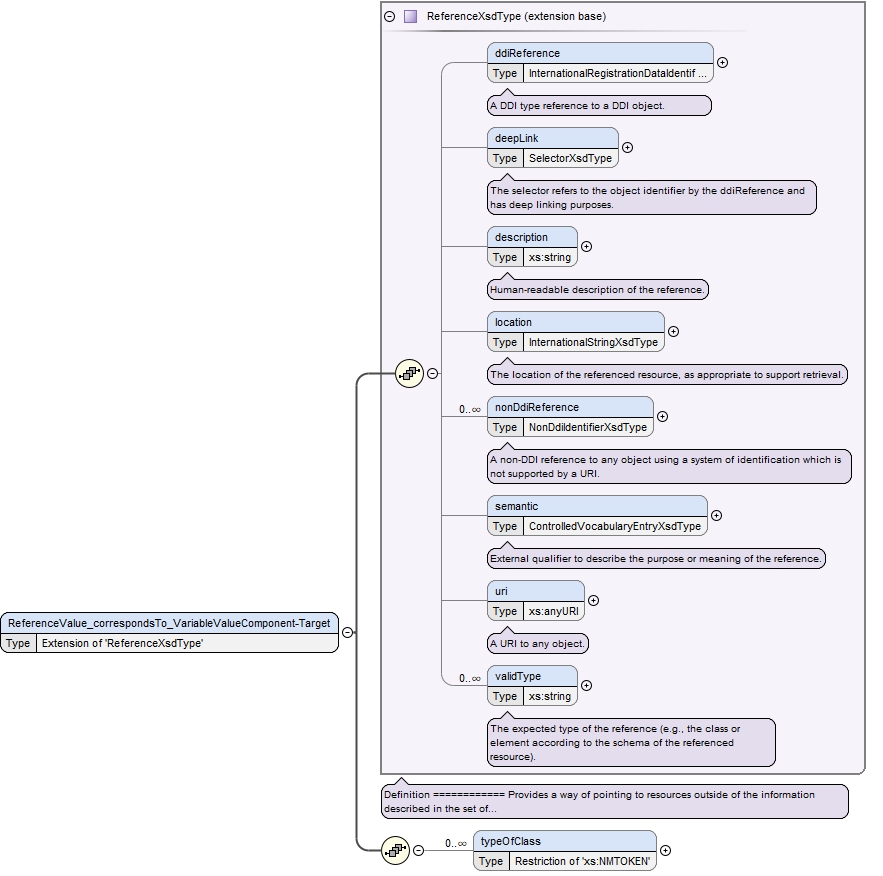 ReferenceXsdType (extension base)
ddiReference
Type InternationalRegistrationDataIdentif ...
A DDI type reference to a DDI object.
deepLink
Type SelectorXsdType
The selector refers to the object identifier by the ddiReference and
has deep linking purposes.
description
Type xs:string
Human-readable description of the reference.
location
Type InternationalStringXsdType
The location of the referenced resource, as appropriate to support retrieval.
0..∞
nonDdiReference
Type NonDdiIdentifierXsdType
A non-DDI reference to any object using a system of identification which is
not supported by a URI.
semantic
Type ControlledVocabularyEntryXsdType
External qualifier to describe the purpose or meaning of the reference.
uri
Type xs:anyURI
A URI to any object.
0..∞
validType
Type xs:string
The expected type of the reference (e.g., the class or
element according to the schema of the referenced
resource).
ReferenceValue_correspondsTo_VariableValueComponent-Target
Type Extension of 'ReferenceXsdType'
Definition ============ Provides a way of pointing to resources outside of the information
described in the set of...
0..∞
typeOfClass
Type Restriction of 'xs:NMTOKEN'